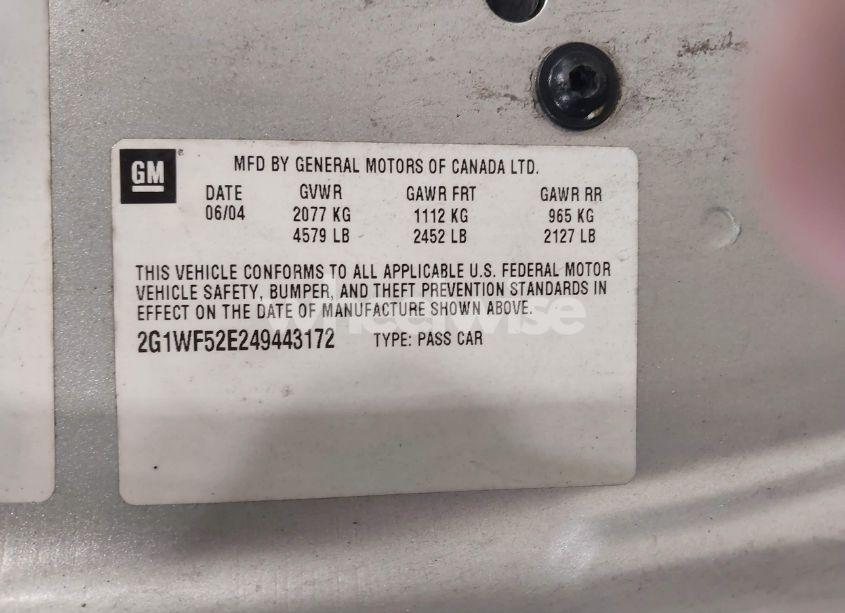 GM
MFD BY GENERAL MOTORS OF CANADA LTD.
DATE GVWR GAWR FRT GAWR RR
06/04 2077 KG 1112 KG 965 KG
4579 LB 2452 LB 2127 LB
THIS VEHICLE CONFORMS TO ALL APPLICABLE U.S. FEDERAL MOTOR
VEHICLE SAFETY, BUMPER, AND THEFT PREVENTION STANDARDS IN
EFFECT ON THE DATE OF MANUFACTURE SHOWN ABOVE.
wheelwise
2G1WF52E249443172 TYPE: PASS CAR